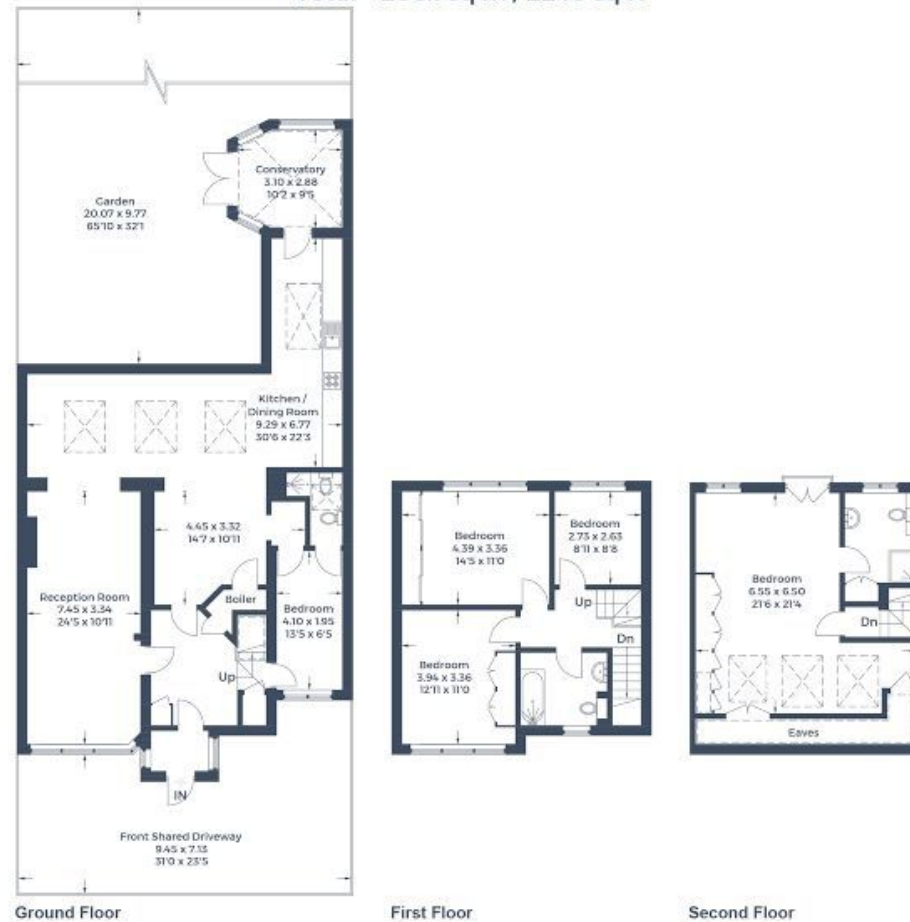 Garden
20.07 x 9.77
65'10 x 32'1
Conservatory
3.10 x 2.88
10'2 x 9'5
Kitchen /
Dining Room
9.29 x 6.77
30'6 x 22'3
4.45 x 3.32
14'7 x 10'11
Boiler
Reception Room
7.45 x 3.34
24'5 x 10'11
Bedroom
4.10 x 1.95
13'5 x 6'5
Up
IN
Front Shared Driveway
9.45 x 7.13
31'0 x 23'5
Ground Floor
Bedroom
4.39 x 3.36
14'5 x 11'0
Bedroom
2.73 x 2.63
8'11 x 8'8
Up
Dn
Bedroom
3.94 x 3.36
12'11 x 11'0
First Floor
Bedroom
6.55 x 6.50
21'6 x 21'4
Dn
Eaves
Second Floor